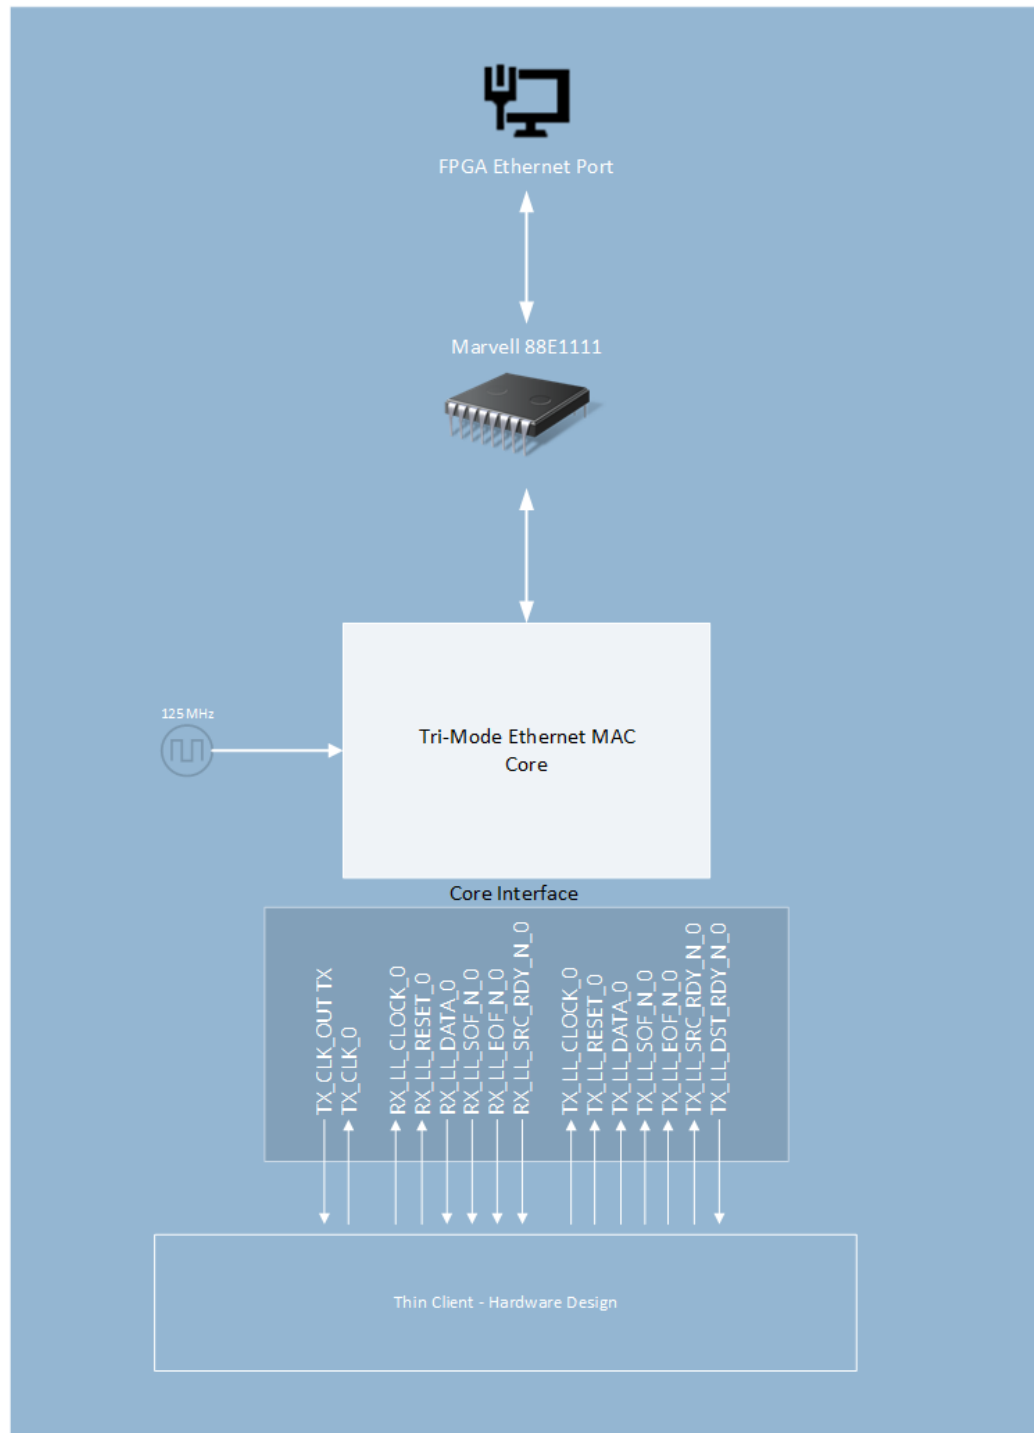 FPGA Ethernet Port
Marvell 88E1111
125 MHz
Tri-Mode Ethernet MAC
Core
Core Interface
TX_CLK_OUT TX
TX_CLK_0
RX_LL_CLOCK_0
RX_LL_RESET_0
RX_LL_DATA_0
RX_LL_SOF_N_0
RX_LL_EOF_N_0
RX_LL_SRC_RDY_N_0
TX_LL_CLOCK_0
TX_LL_RESET_0
TX_LL_DATA_0
TX_LL_SOF_N_0
TX_LL_EOF_N_0
TX_LL_SRC_RDY_N_0
TX_LL_DST_RDY_N_0
Thin Client - Hardware Design